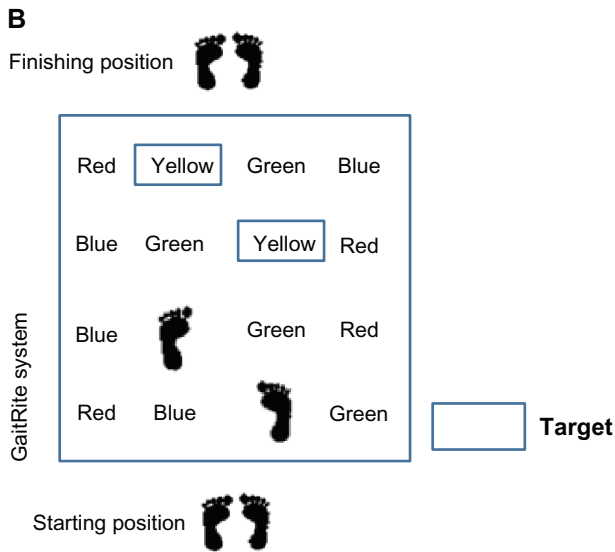 B
Finishing position
Red Yellow Green Blue
Blue Green Yellow Red
Blue Green Red
Red Blue Green
GaitRite system
Target
Starting position